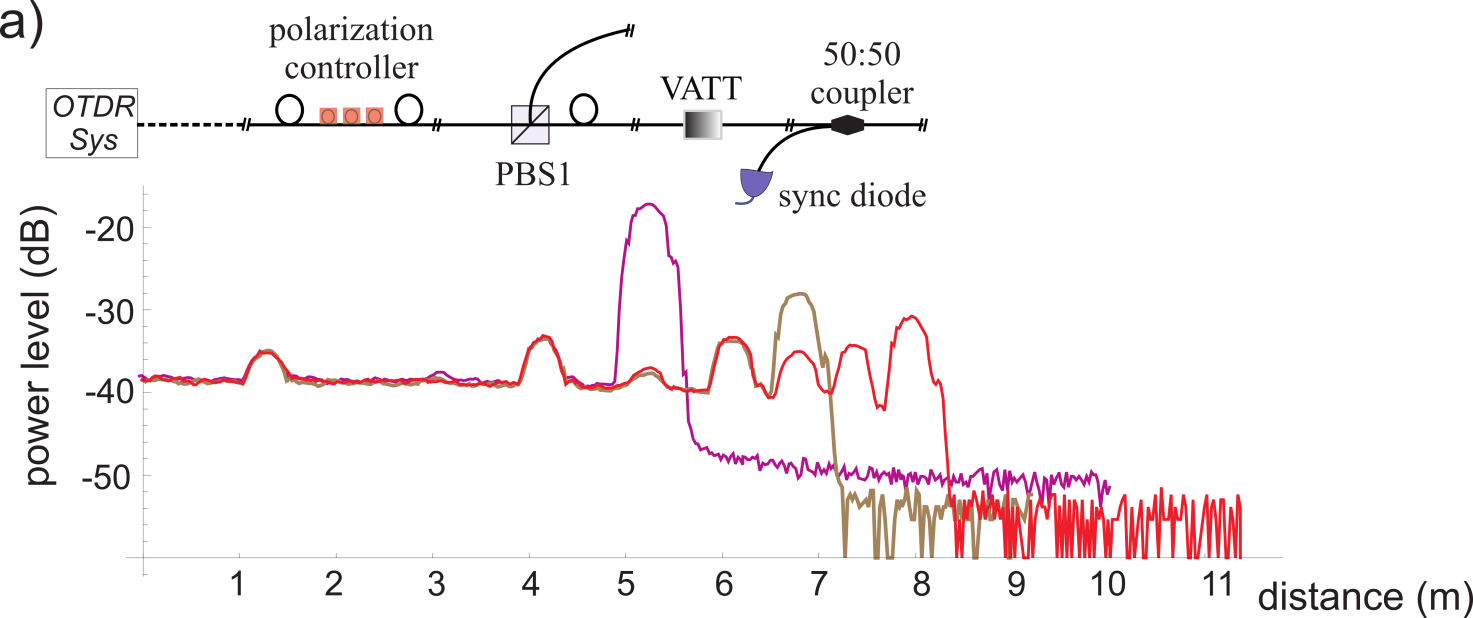 a)
polarization
controller
OTDR
Sys
PBS1
VATT
50:50
coupler
sync diode
power level (dB)
-20
-30
-40
-50
1 2 3 4 5 6 7 8 9 10 11
distance (m)